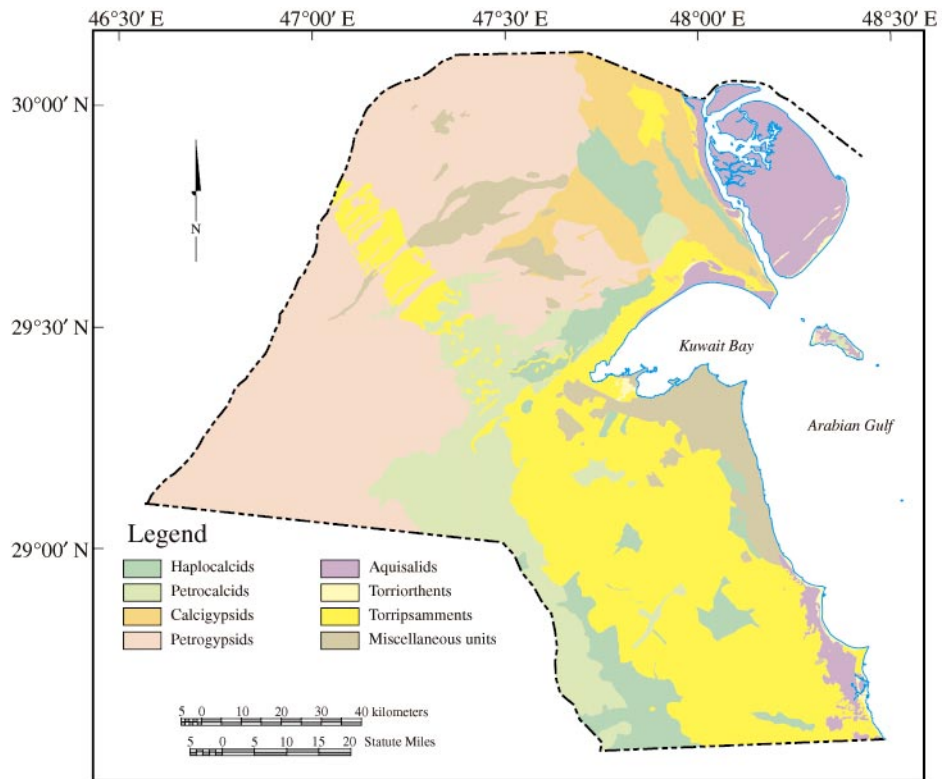 46°30′ E 47°00′ E 47°30′ E 48°00′ E 48°30′ E
30°00′ N
N
29°30′ N
Kuwait Bay
Arabian Gulf
29°00′ N
Legend
Haplocalcids
Petrocalcids
Calcigypsids
Petrogypsids
Aquisalids
Torriorthents
Torripsamments
Miscellaneous units
5 0 10 20 30 40 kilometers
5 0 5 10 15 20 Statute Miles